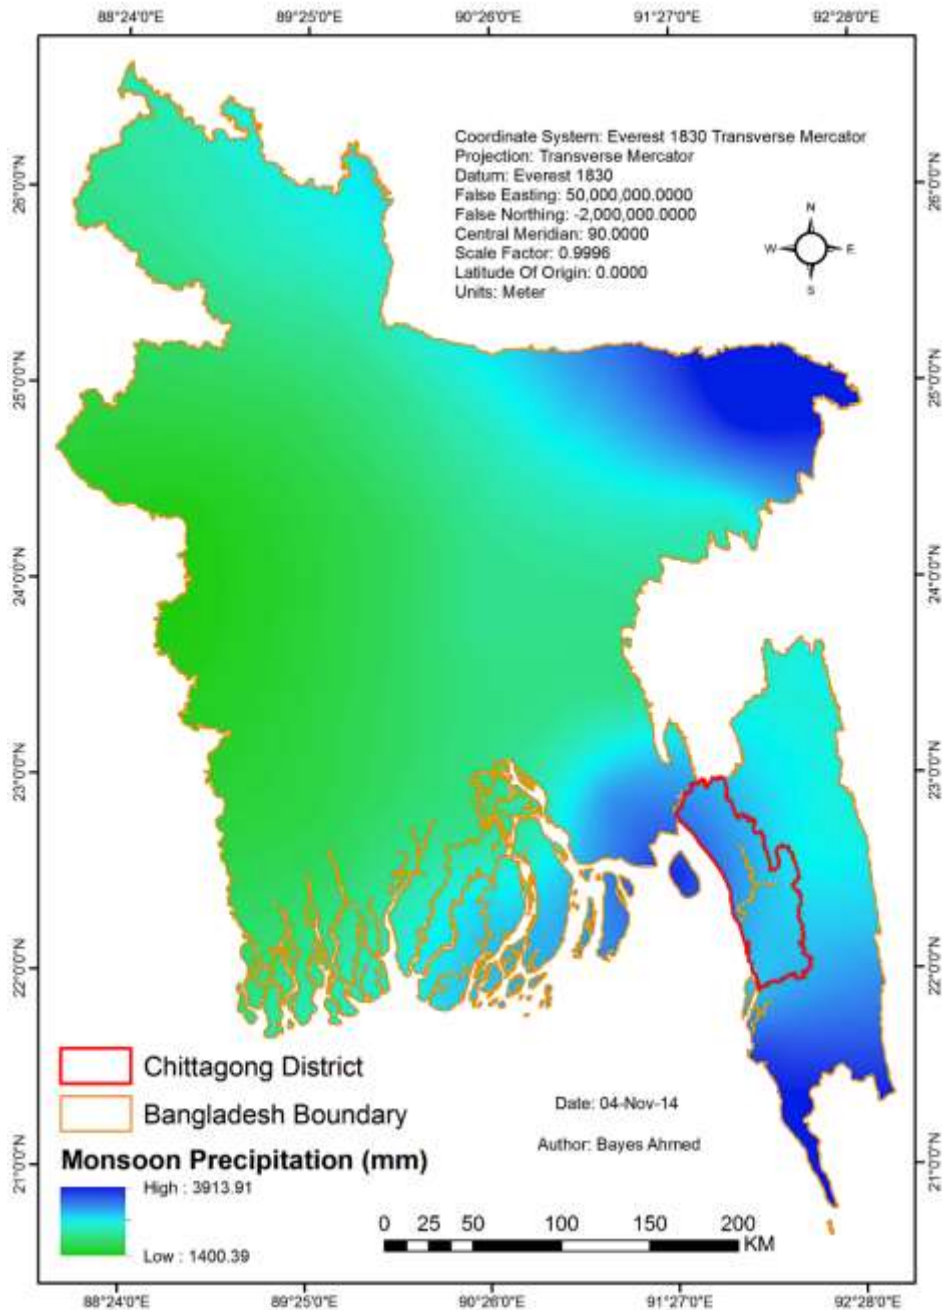 88°24'0"E 89°25'0"E 90°26'0"E 91°27'0"E 92°28'0"E
Coordinate System: Everest 1830 Transverse Mercator
Projection: Transverse Mercator
Datum: Everest 1830
False Easting: 50,000,000.0000
False Northing: -2,000,000.0000
Central Meridian: 90.0000
Scale Factor: 0.9996
Latitude Of Origin: 0.0000
Units: Meter
N
W E
S
26°0'0"N 26°0'0"N
25°0'0"N 25°0'0"N
24°0'0"N 24°0'0"N
23°0'0"N 23°0'0"N
22°0'0"N 22°0'0"N
21°0'0"N 21°0'0"N
Chittagong District
Bangladesh Boundary
Monsoon Precipitation (mm)
High : 3913.91
Low : 1400.39
Date: 04-Nov-14
Author: Bayes Ahmed
0 25 50 100 150 200
KM
88°24'0"E 89°25'0"E 90°26'0"E 91°27'0"E 92°28'0"E